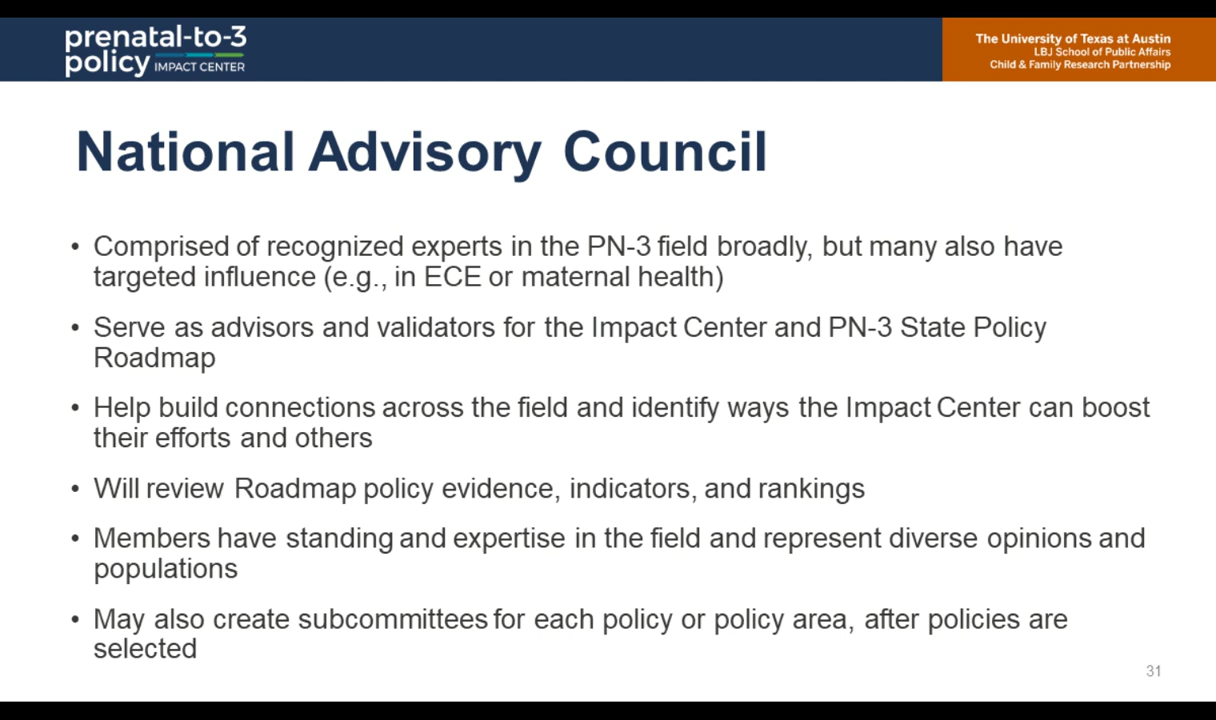 prenatal-to-3
policy IMPACT CENTER
The University of Texas at Austin
LBJ School of Public Affairs
Child & Family Research Partnership
National Advisory Council
• Comprised of recognized experts in the PN-3 field broadly, but many also have
targeted influence (e.g., in ECE or maternal health)
• Serve as advisors and validators for the Impact Center and PN-3 State Policy
Roadmap
• Help build connections across the field and identify ways the Impact Center can boost
their efforts and others
• Will review Roadmap policy evidence, indicators, and rankings
• Members have standing and expertise in the field and represent diverse opinions and
populations
• May also create subcommittees for each policy or policy area, after policies are
selected
31